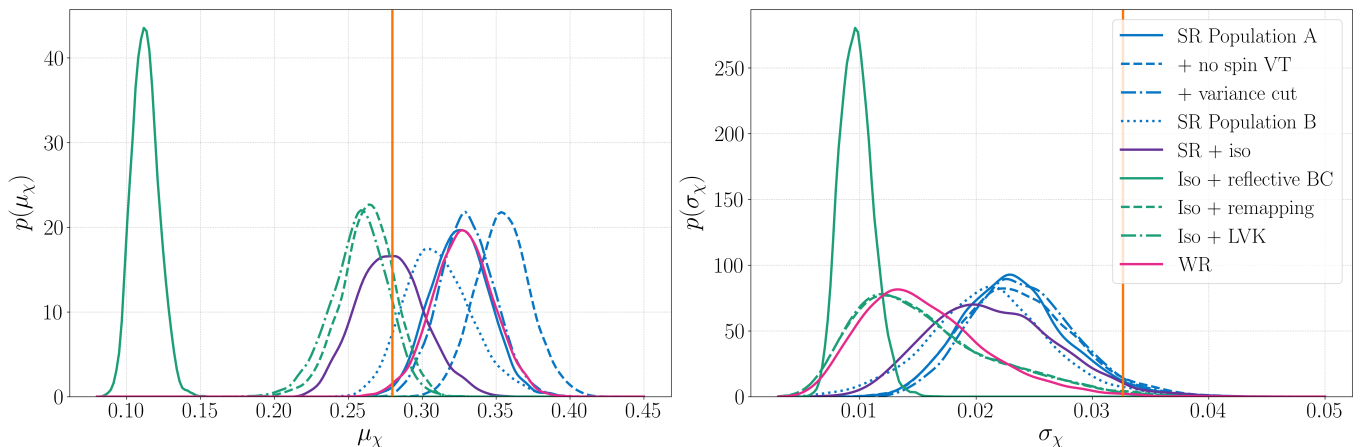 p(μχ)
40
30
20
10
0
0.10
0.15
0.20
0.25
0.30
0.35
0.40
0.45
μχ
p(σχ)
250
200
150
100
50
0
0.01
0.02
0.03
0.04
0.05
σχ
SR Population A
+ no spin VT
+ variance cut
SR Population B
SR + iso
Iso + reflective BC
Iso + remapping
Iso + LVK
WR